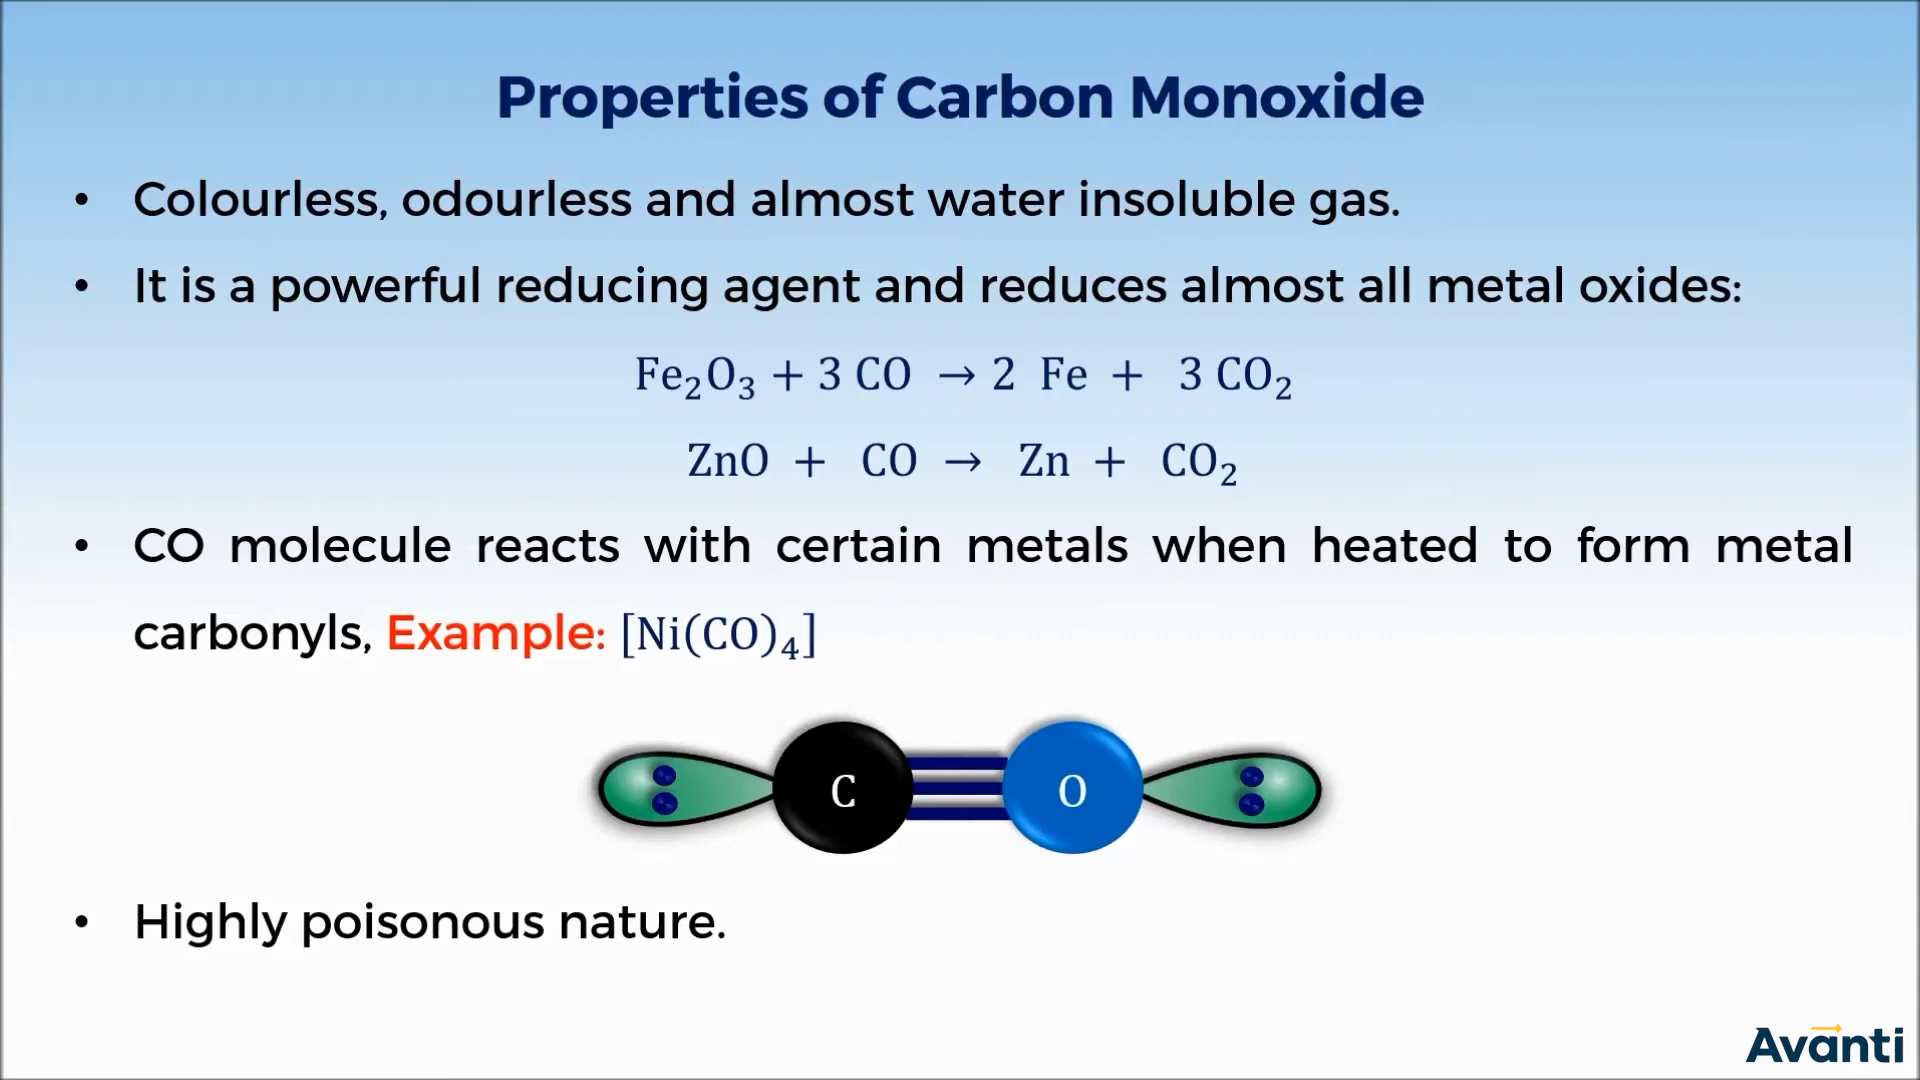 Properties of Carbon Monoxide
• Colourless, odourless and almost water insoluble gas.
• It is a powerful reducing agent and reduces almost all metal oxides:
Fe₂O₃ + 3 CO → 2 Fe + 3 CO₂
ZnO + CO → Zn + CO₂
• CO molecule reacts with certain metals when heated to form metal
carbonyls, Example: [Ni(CO)₄]
C O
• Highly poisonous nature.
Avanti